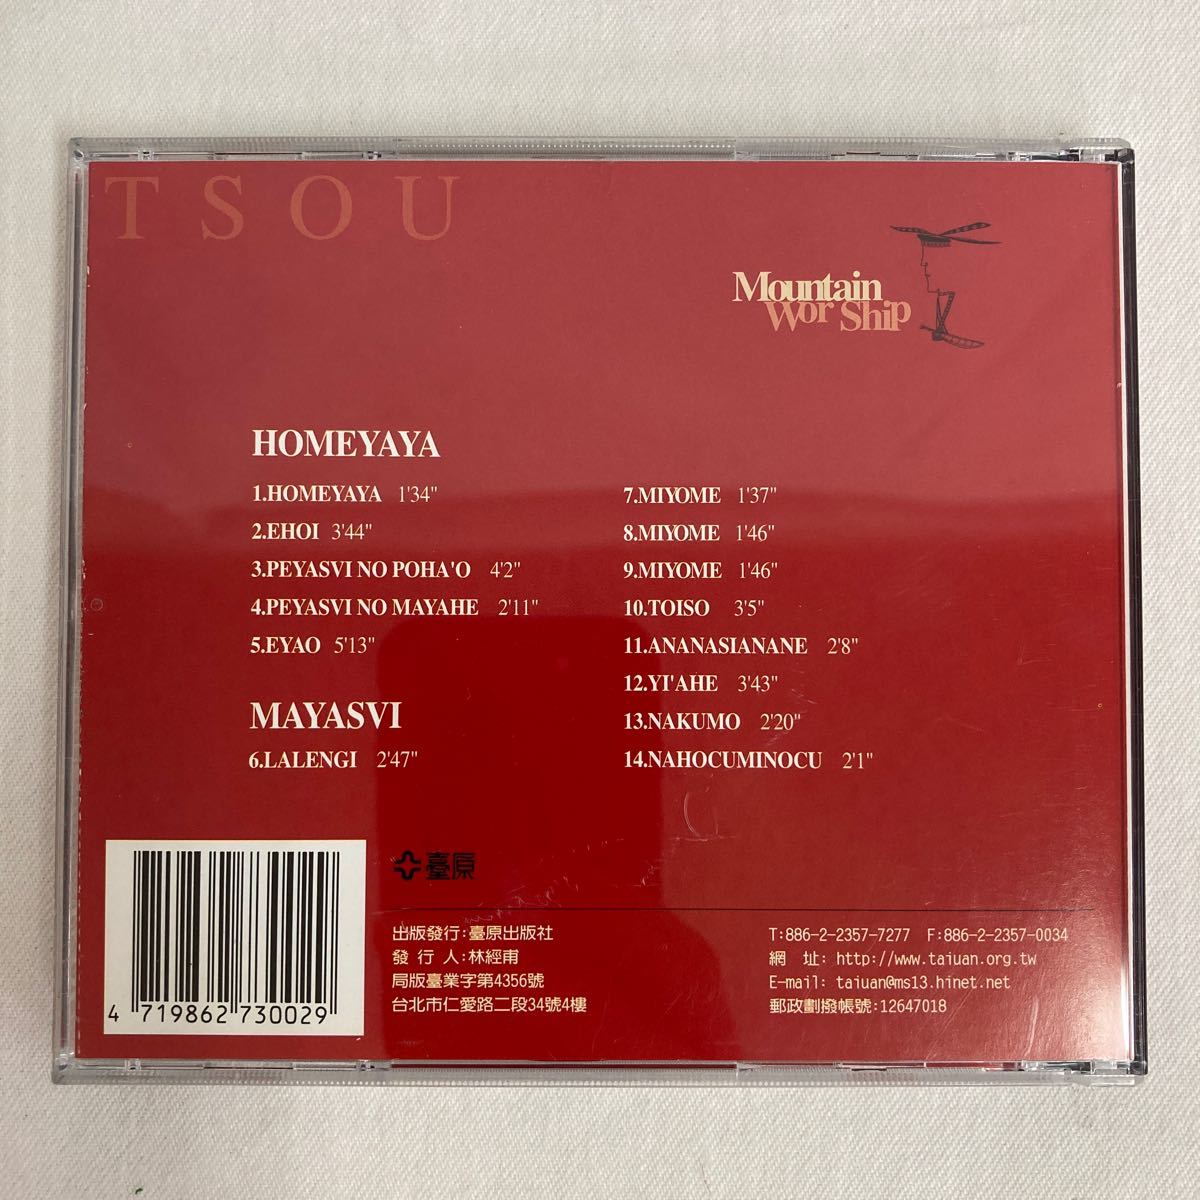 TSOU
Mountain
Wor Ship
HOMEYAYA
1.HOMEYAYA 1'34"
2.EHOI 3'44"
3.PEYASVI NO POHA'O 4'2"
4.PEYASVI NO MAYAHE 2'11"
5.EYAO 5'13"
MAYASVI
6.LALENGI 2'47"
7.MIYOME 1'37"
8.MIYOME 1'46"
9.MIYOME 1'46"
10.TOISO 3'5"
11.ANANASIANANE 2'8"
12.YI'AHE 3'43"
13.NAKUMO 2'20"
14.NAHOCUMINOCU 2'1"
4 719862 730029
臺原
出版發行:臺原出版社
發 行 人:林經甫
局版臺業字第4356號
台北市仁愛路二段34號4樓
T:886-2-2357-7277 F:886-2-2357-0034
網 址: http://www.taiuan.org.tw
E-mail: taiuan@ms13.hinet.net
郵政劃撥帳號:12647018